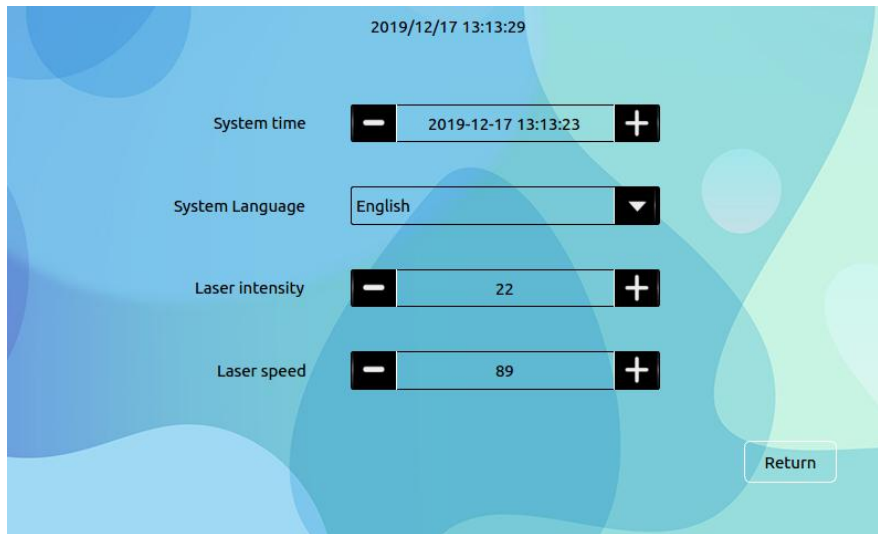 2019/12/17 13:13:29
System time
2019-12-17 13:13:23
System Language
English
Laser intensity
22
Laser speed
89
Return